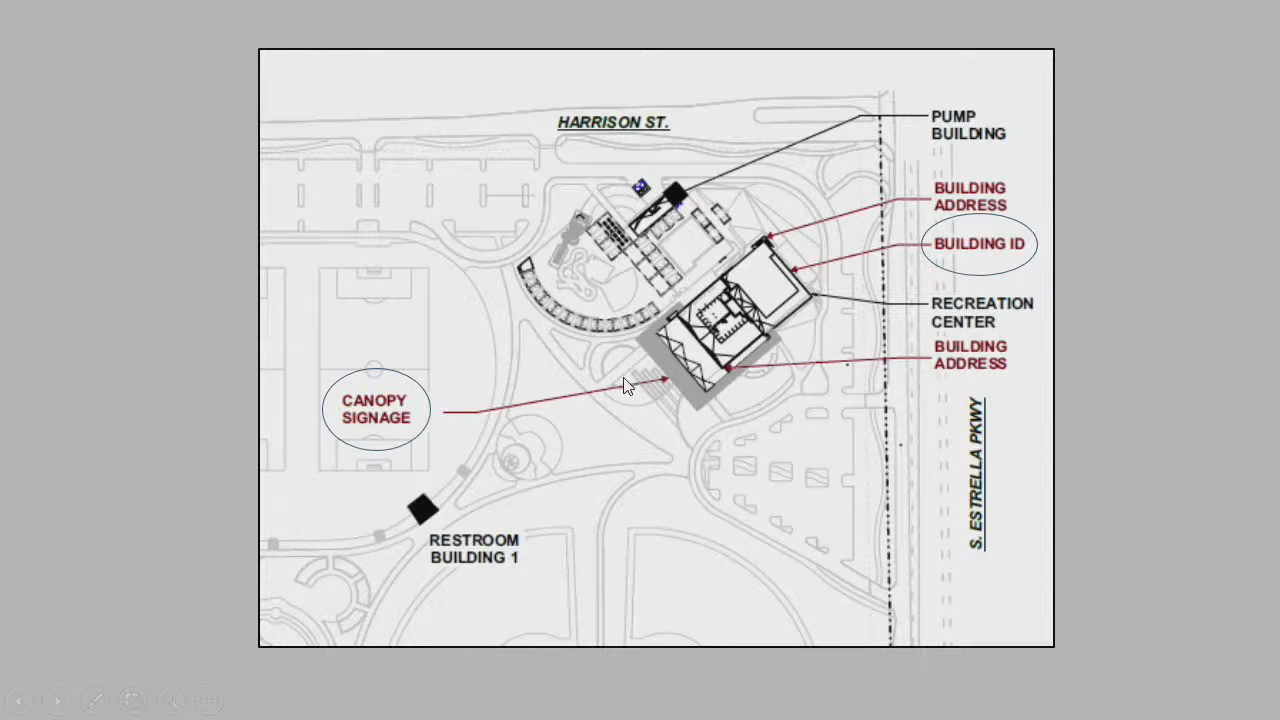 HARRISON ST.
PUMP
BUILDING
BUILDING
ADDRESS
BUILDING ID
RECREATION
CENTER
BUILDING
ADDRESS
CANOPY
SIGNAGE
S. ESTRELLA PKWY
RESTROOM
BUILDING 1